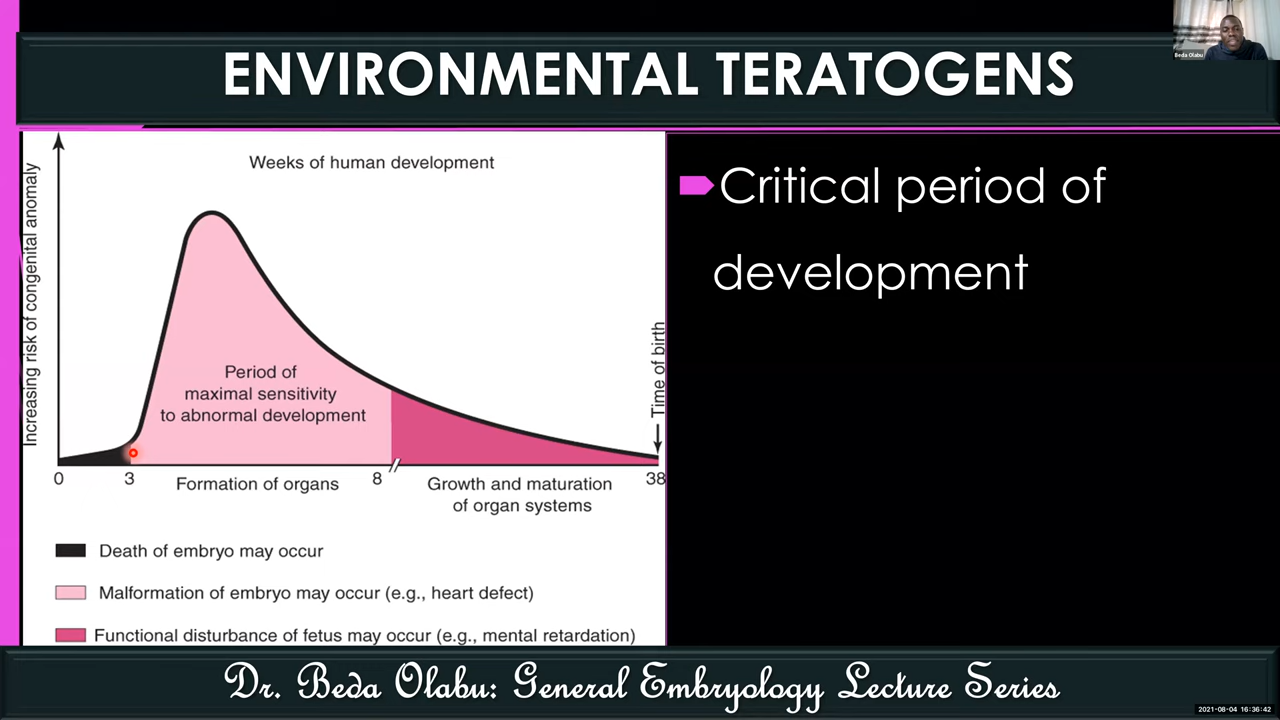 Beda Olabu
ENVIRONMENTAL TERATOGENS
Weeks of human development
Increasing risk of congenital anomaly
Period of
maximal sensitivity
to abnormal development
Time of birth
0
3
Formation of organs
8
Growth and maturation
of organ systems
38
Death of embryo may occur
Malformation of embryo may occur (e.g., heart defect)
Functional disturbance of fetus may occur (e.g., mental retardation)
Critical period of
development
Dr. Beda Olabu: General Embryology Lecture Series
2021-08-04 16:36:42